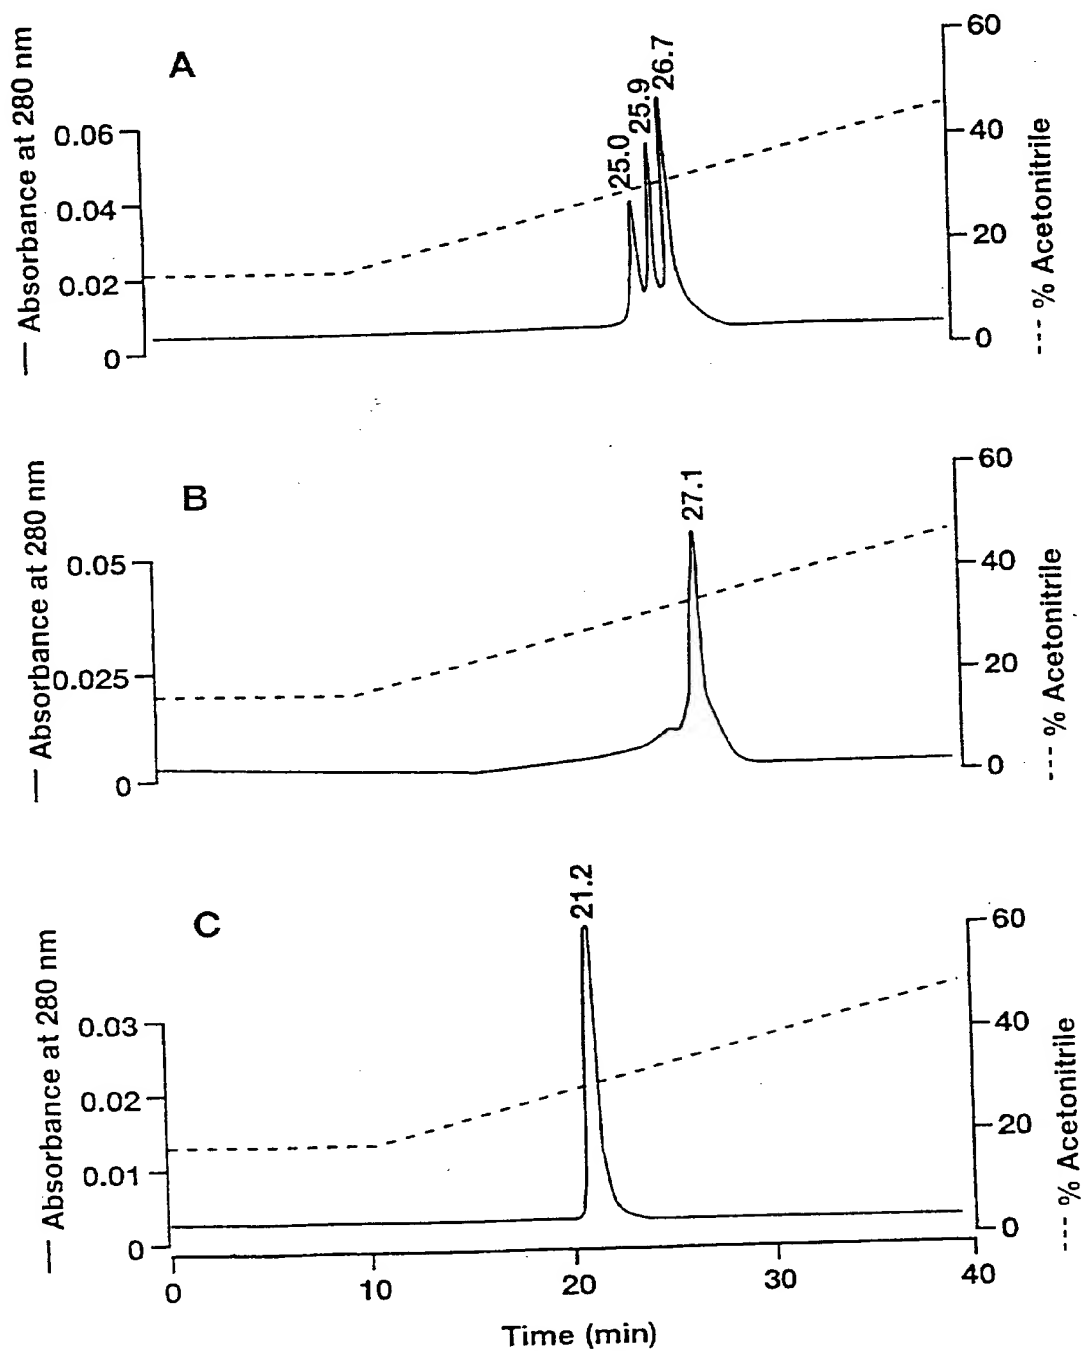 A
— Absorbance at 280 nm
0.06
0.04
0.02
0
25.0
25.9
26.7
60
40
20
0
--- % Acetonitrile
B
— Absorbance at 280 nm
0.05
0.025
0
27.1
60
40
20
0
--- % Acetonitrile
C
— Absorbance at 280 nm
0.03
0.02
0.01
0
21.2
60
40
20
0
--- % Acetonitrile
0 10 20 30 40
Time (min)